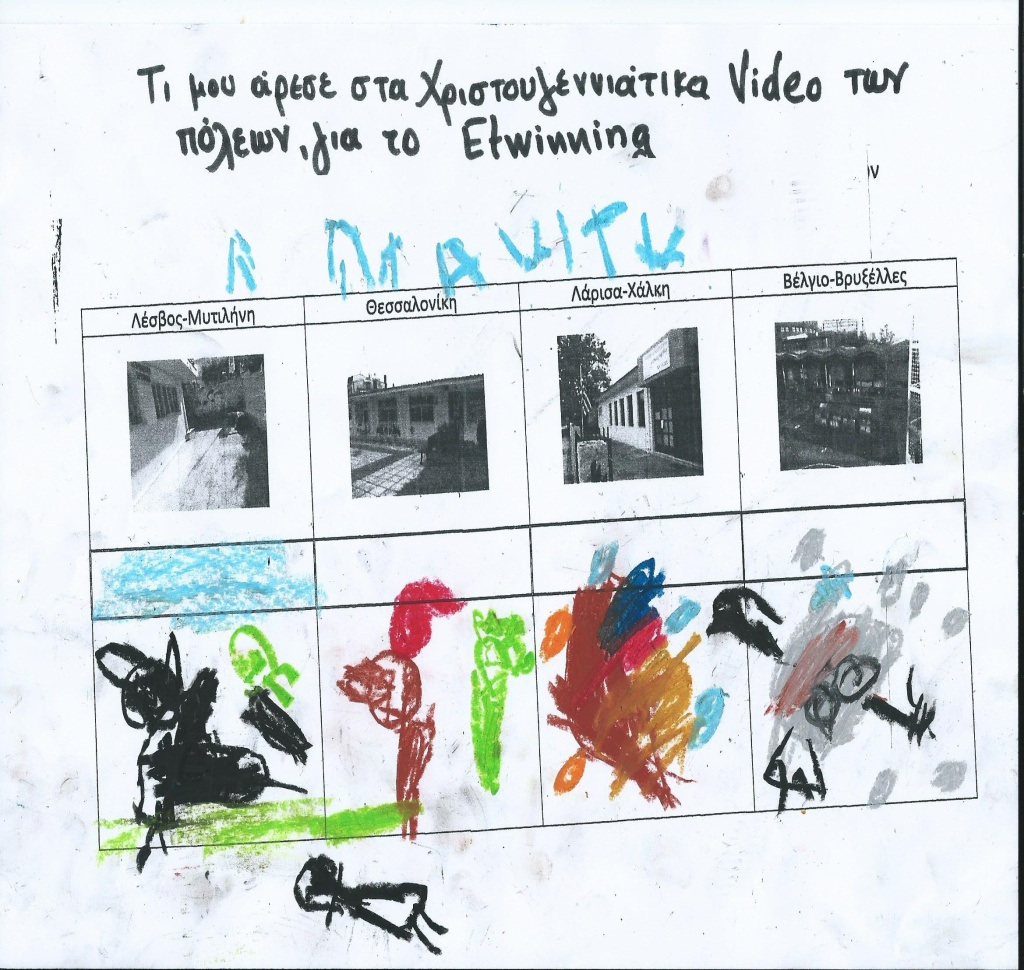 Τι μου άρεσε στα Χριστουγεννιάτικα Video των
πόλεων, για το Etwinning
Λέσβος-Μυτιλήνη
Θεσσαλονίκη
Λάρισα-Χάλκη
Βέλγιο-Βρυξέλλες